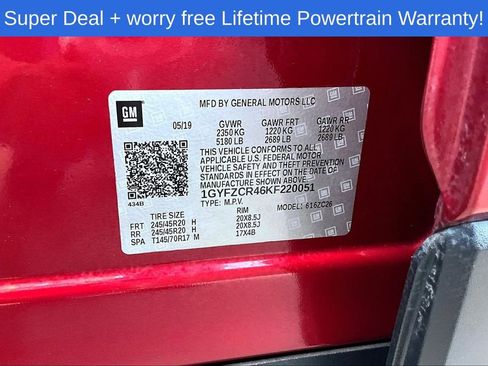 Super Deal + worry free Lifetime Powertrain Warranty!
GM
MFD BY GENERAL MOTORS LLC
05/19 GVWR GAWR FRT GAWR RR
2350 KG 1220 KG 1220 KG
5180 LB 2689 LB 2689 LB
THIS VEHICLE CONFORMS TO ALL
APPLICABLE U.S. FEDERAL MOTOR
VEHICLE SAFETY AND THEFT PREVENTION
STANDARDS IN EFFECT ON THE DATE OF
MANUFACTURE SHOWN ABOVE.
1GYFZCR46KF220051
434B TYPE: M.P.V. MODEL: 616ZC26
TIRE SIZE RIM
FRT 245/45R20 H 20X8.5J
RR 245/45R20 H 20X8.5J
SPA T145/70R17 M 17X4B